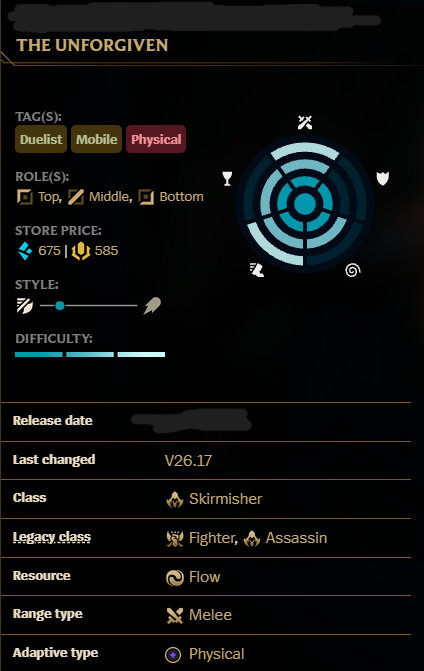 THE UNFORGIVEN
TAG(S):
Duelist Mobile Physical
ROLE(S):
Top, Middle, Bottom
STORE PRICE:
675 | 585
STYLE:
DIFFICULTY:
Release date
Last changed V26.17
Class Skirmisher
Legacy class Fighter, Assassin
Resource Flow
Range type Melee
Adaptive type Physical